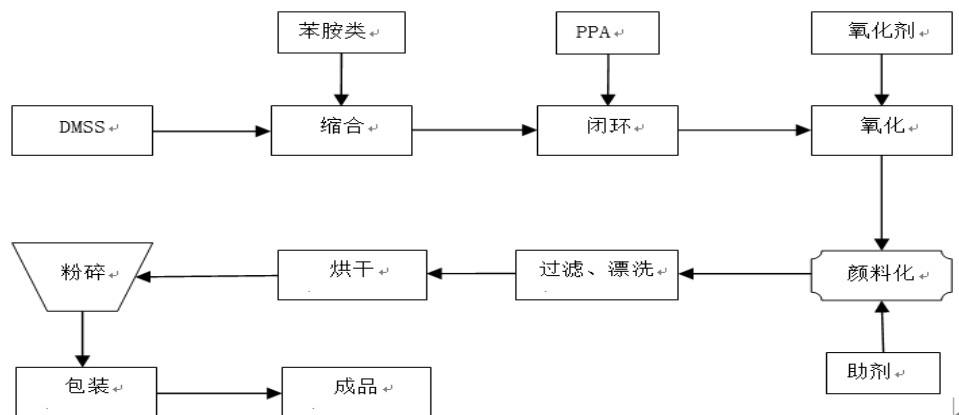 苯胺类
PPA
氧化剂
DMSS
缩合
闭环
氧化
粉碎
烘干
过滤、漂洗
颜料化
包装
成品
助剂